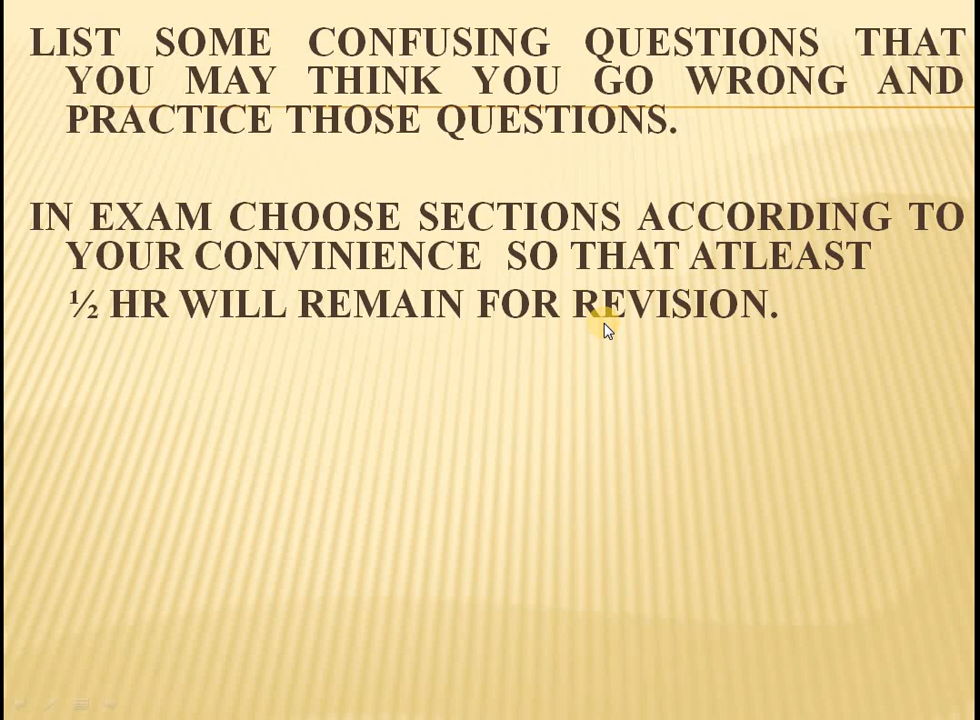 LIST SOME CONFUSING QUESTIONS THAT
YOU MAY THINK YOU GO WRONG AND
PRACTICE THOSE QUESTIONS.
IN EXAM CHOOSE SECTIONS ACCORDING TO
YOUR CONVINIENCE SO THAT ATLEAST
½ HR WILL REMAIN FOR REVISION.